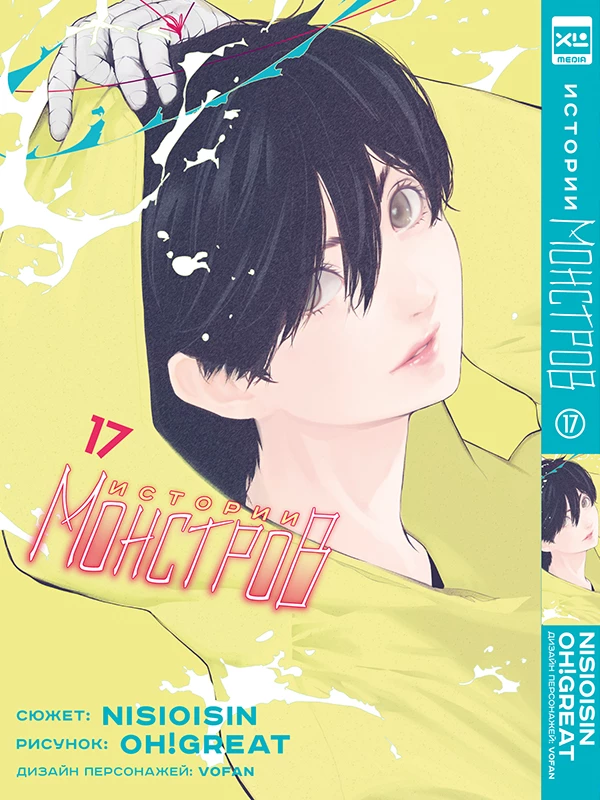 17
ИСТОРИИ
МОНСТРОВ
СЮЖЕТ: NISIOISIN
РИСУНОК: OH!GREAT
ДИЗАЙН ПЕРСОНАЖЕЙ: VOFAN
XL
MEDIA
ИСТОРИИ
МОНСТРОВ
17
NISIOISIN
OH!GREAT
ДИЗАЙН ПЕРСОНАЖЕЙ: VOFAN